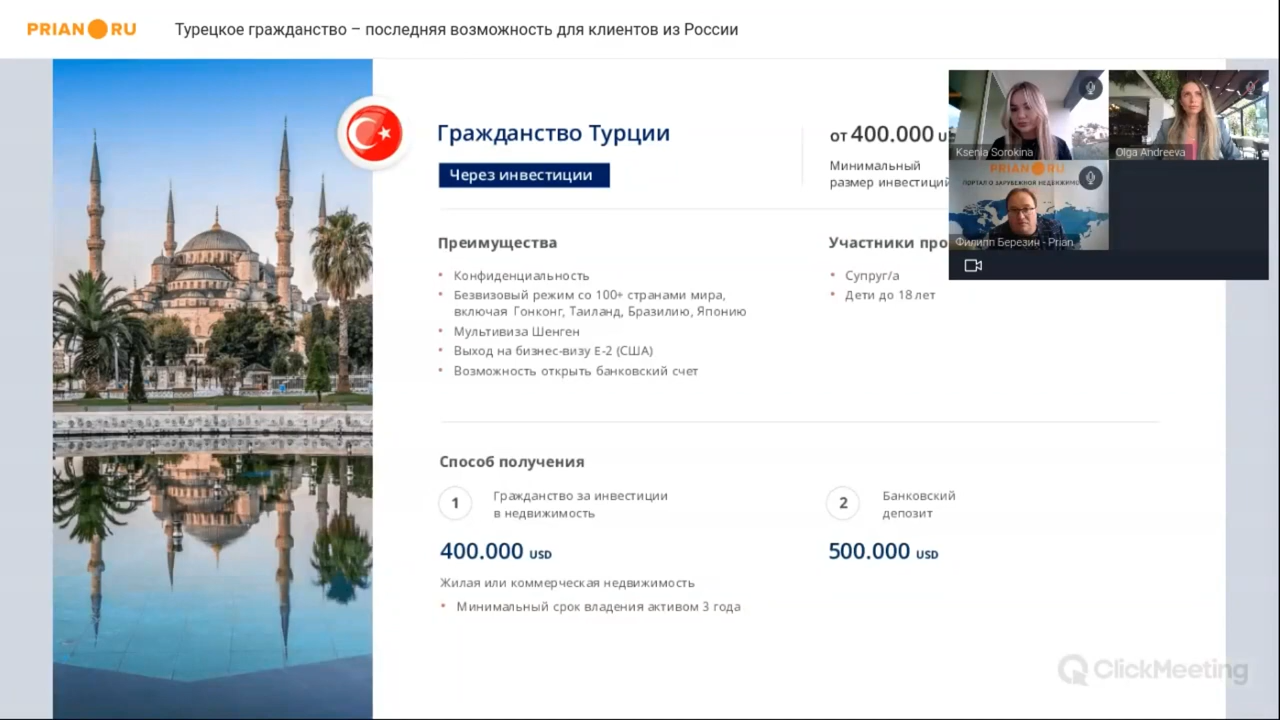 PRIAN RU
Турецкое гражданство – последняя возможность для клиентов из России
Гражданство Турции
Через инвестиции
от 400.000
Минимальный
размер инвестиций
Преимущества
• Конфиденциальность
• Безвизовый режим со 100+ странами мира,
включая Гонконг, Таиланд, Бразилию, Японию
• Мультивиза Шенген
• Выход на бизнес-визу E-2 (США)
• Возможность открыть банковский счет
Участники
• Супруг/а
• Дети до 18 лет
Ksenia Sorokina
Olga Andreeva
PRIAN RU
ПОРТАЛ О ЗАРУБЕЖНОЙ
Филипп Березин - Prian
Способ получения
1
Гражданство за инвестиции
в недвижимость
400.000 USD
Жилая или коммерческая недвижимость
• Минимальный срок владения активом 3 года
2
Банковский
депозит
500.000 USD
ClickMeeting